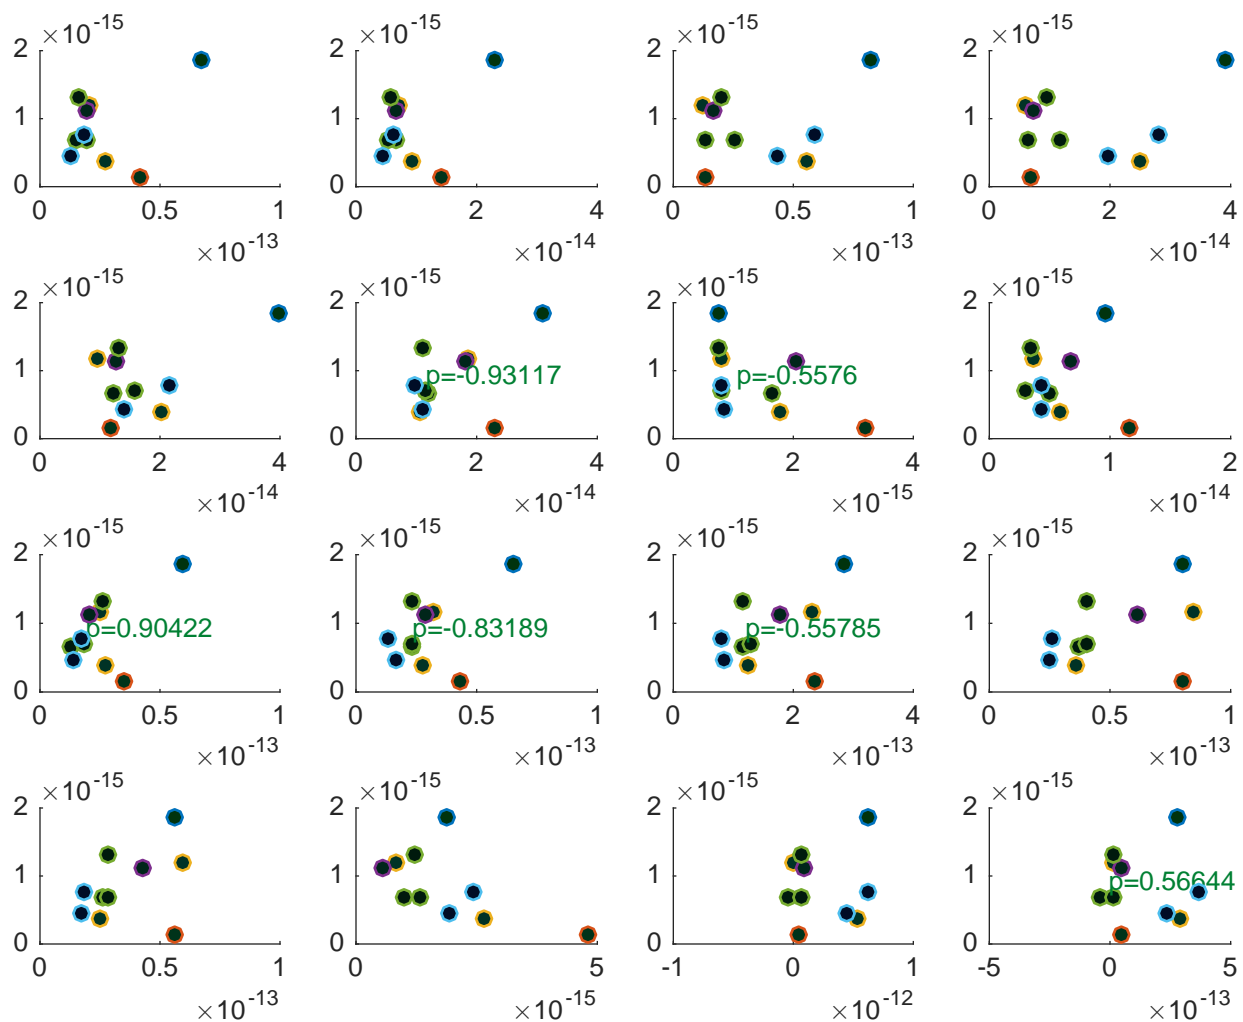 ×10-15 ×10-15 ×10-15 ×10-15
2 2 2 2
1 1 1 1
0 0 0 0
0 0.5 1 0 2 4 0 0.5 1 0 2 4
×10-13 ×10-14 ×10-13 ×10-14
×10-15 ×10-15 ×10-15 ×10-15
2 2 2 2
1 1 1 1
p=-0.93117 p=-0.5576
0 0 0 0
0 2 4 0 2 4 0 2 4 0 1 2
×10-14 ×10-14 ×10-15 ×10-14
×10-15 ×10-15 ×10-15 ×10-15
2 2 2 2
1 1 1 1
p=0.90422 p=-0.83189 p=-0.55785
0 0 0 0
0 0.5 1 0 0.5 1 0 2 4 0 0.5 1
×10-13 ×10-13 ×10-13 ×10-13
×10-15 ×10-15 ×10-15 ×10-15
2 2 2 2
1 1 1 1
p=0.56644
0 0 0 0
0 0.5 1 0 5 -1 0 1 -5 0 5
×10-13 ×10-15 ×10-12 ×10-13